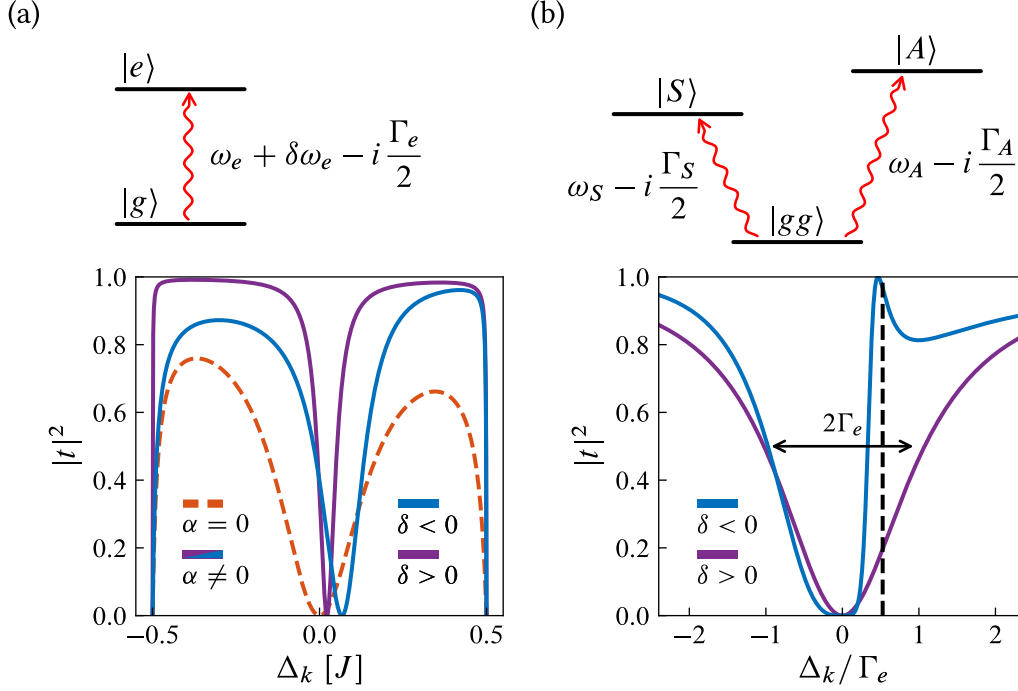 (a)
|e⟩
ω_e + δω_e − i Γ_e/2
|g⟩
1.0
0.8
0.6
0.4
0.2
0.0
|t|²
α = 0
α ≠ 0
δ < 0
δ > 0
−0.5
0.0
0.5
Δ_k [J]
(b)
|A⟩
|S⟩
ω_S − i Γ_S/2
ω_A − i Γ_A/2
|gg⟩
1.0
0.8
0.6
0.4
0.2
0.0
|t|²
2Γ_e
δ < 0
δ > 0
−2
−1
0
1
2
Δ_k/Γ_e